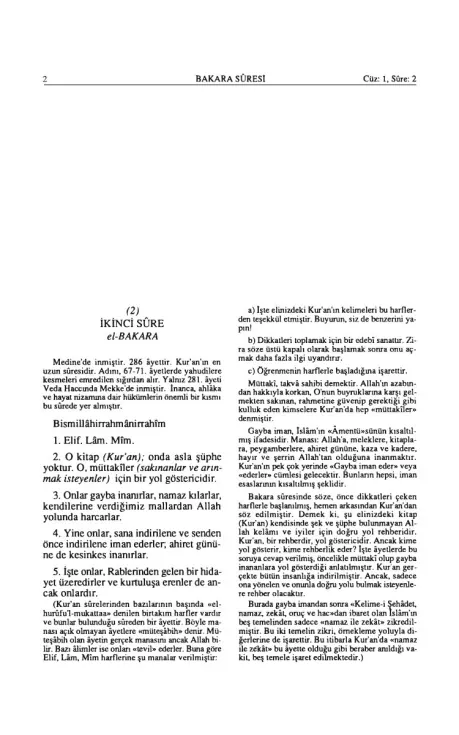 2
BAKARA SÛRESİ
Cüz: 1, Sûre: 2
(2)
İKİNCİ SÛRE
el-BAKARA
Medine'de inmiştir. 286 âyettir. Kur'an'ın en
uzun sûresidir. Adını, 67-71. âyetlerde yahudilere
kesmeleri emredilen sığırdan alır. Yalnız 281. âyeti
Veda Haccında Mekke'de inmiştir. İnanca, ahlâka
ve hayat nizamına dair hükümlerin önemli bir kısmı
bu sûrede yer almıştır.
Bismillâhirrahmânirrahîm
1. Elif. Lâm. Mîm.
2. O kitap (Kur'an); onda asla şüphe
yoktur. O, müttakîler (sakınanlar ve arın-
mak isteyenler) için bir yol göstericidir.
3. Onlar gayba inanırlar, namaz kılarlar,
kendilerine verdiğimiz mallardan Allah
yolunda harcarlar.
4. Yine onlar, sana indirilene ve senden
önce indirilene iman ederler; ahiret günü-
ne de kesinkes inanırlar.
5. İşte onlar, Rablerinden gelen bir hida-
yet üzeredirler ve kurtuluşa erenler de an-
cak onlardır.
(Kur'an sûrelerinden bazılarının başında «el-
hurûfu'l-mukattaa» denilen birtakım harfler vardır
ve bunlar bulunduğu sûreden bir âyettir. Böyle ma-
nası açık olmayan âyetlere «müteşâbih» denir. Mü-
teşâbih olan âyetin gerçek manasını ancak Allah bi-
lir. Bazı âlimler ise onları «tevil» ederler. Buna göre
Elif, Lâm, Mîm harflerine şu manalar verilmiştir:
a) İşte elinizdeki Kur'an'ın kelimeleri bu harfler-
den teşekkül etmiştir. Buyurun, siz de benzerini ya-
pın!
b) Dikkatleri toplamak için bir edebî sanattır. Zi-
ra söze üstü kapalı olarak başlamak sonra onu aç-
mak daha fazla ilgi uyandırır.
c) Öğrenmenin harflerle başladığına işarettir.
Müttakî, takvâ sahibi demektir. Allah'ın azabın-
dan hakkıyla korkan, O'nun buyruklarına karşı gel-
mekten sakınan, rahmetine güvenip gerektiği gibi
kulluk eden kimselere Kur'an'da hep «müttakîler»
denmiştir.
Gayba iman, İslâm'ın «Âmentü»sünün kısaltıl-
mış ifadesidir. Manası: Allah'a, meleklere, kitapla-
ra, peygamberlere, ahiret gününe, kaza ve kadere,
hayır ve şerrin Allah'tan olduğuna inanmaktır.
Kur'an'ın pek çok yerinde «Gayba iman eder» veya
«ederler» cümlesi gelecektir. Bunların hepsi, iman
esaslarının kısaltılmış şeklidir.
Bakara sûresinde söze, önce dikkatleri çeken
harflerle başlanılmış, hemen arkasından Kur'an'dan
söz edilmiştir. Demek ki, şu elinizdeki kitap
(Kur'an) kendisinde şek ve şüphe bulunmayan Al-
lah kelâmı ve iyiler için doğru yol rehberidir.
Kur'an, bir rehberdir, yol göstericidir. Ancak kime
yol gösterir, kime rehberlik eder? İşte âyetlerde bu
soruya cevap verilmiş, öncelikle müttakî olup gayba
inananlara yol gösterdiği anlatılmıştır. Kur'an ger-
çekte bütün insanlığa indirilmiştir. Ancak, sadece
ona yönelen ve onunla doğru yolu bulmak isteyenle-
re rehber olacaktır.
Burada gayba imandan sonra «Kelime-i Şehâdet,
namaz, zekât, oruç ve hac»dan ibaret olan İslâm'ın
beş temelinden sadece «namaz ile zekât» zikredil-
miştir. Bu iki temelin zikri, örnekleme yoluyla di-
ğerlerine de işarettir. Bu itibarla Kur'an'da «namaz
ile zekât» bu âyette olduğu gibi beraber anıldığı va-
kit, beş temele işaret edilmektedir.)